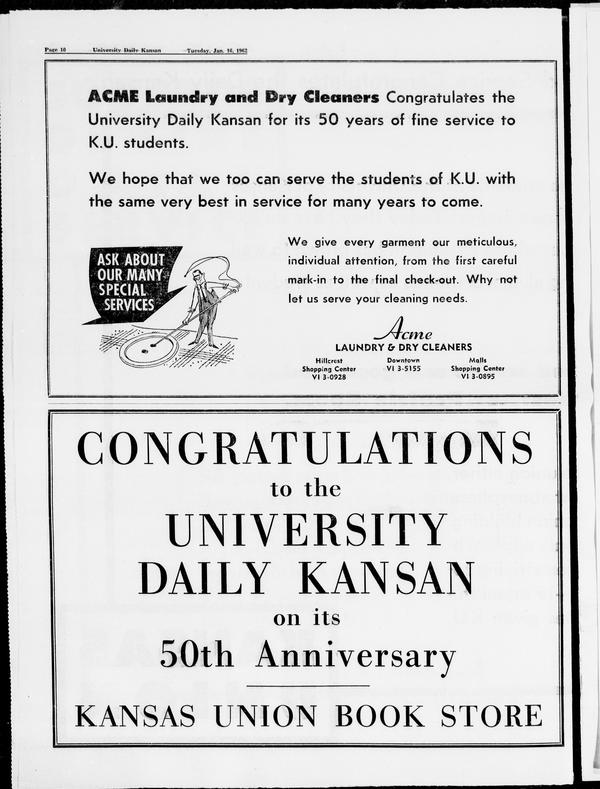 Page 10 University Daily Kansan Tuesday, Jan. 16, 1962
ACME Laundry and Dry Cleaners Congratulates the
University Daily Kansan for its 50 years of fine service to
K.U. students.
We hope that we too can serve the students of K.U. with
the same very best in service for many years to come.
ASK ABOUT
OUR MANY
SPECIAL
SERVICES
We give every garment our meticulous,
individual attention, from the first careful
mark-in to the final check-out. Why not
let us serve your cleaning needs.
Acme
LAUNDRY & DRY CLEANERS
Hillcrest Downtown Malls
Shopping Center VI 3-5155 Shopping Center
VI 3-0928 VI 3-0895
CONGRATULATIONS
to the
UNIVERSITY
DAILY KANSAN
on its
50th Anniversary
KANSAS UNION BOOK STORE